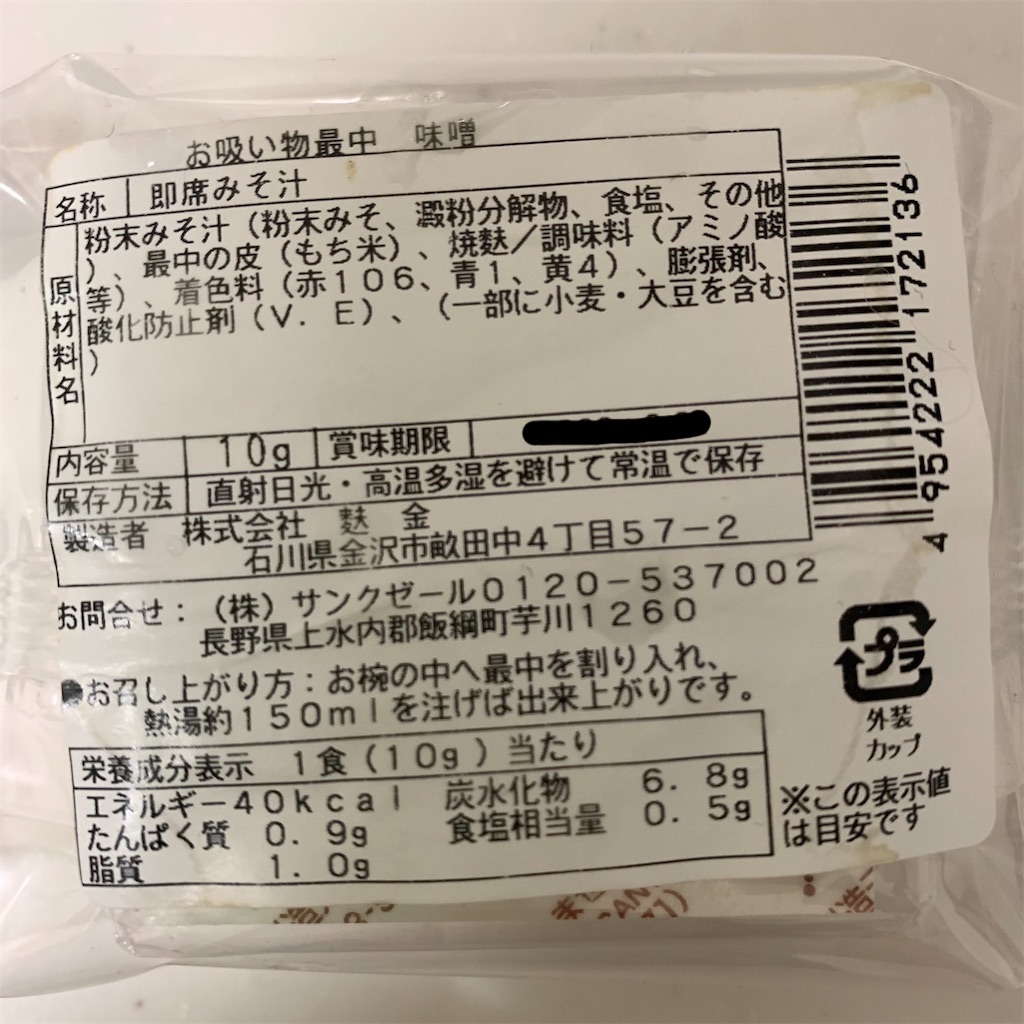 お吸い物最中 味噌
名称 即席みそ汁
原材料名
粉末みそ汁（粉末みそ、澱粉分解物、食塩、その他
）、最中の皮（もち米）、焼麩／調味料（アミノ酸
等）、着色料（赤106、青1、黄4）、膨張剤、
酸化防止剤（V．E）、（一部に小麦・大豆を含む
）
内容量 10g 賞味期限
保存方法 直射日光・高温多湿を避けて常温で保存
製造者 株式会社 麩 金
石川県金沢市畝田中4丁目57－2
お問合せ：（株）サンクゼール0120－537002
長野県上水内郡飯綱町芋川1260
●お召し上がり方：お椀の中へ最中を割り入れ、
熱湯約150mlを注げば出来上がりです。
栄養成分表示 1食（10g）当たり
エネルギー40kcal 炭水化物 6．8g
たんぱく質 0．9g 食塩相当量 0．5g
脂質 1．0g
4 954222 172136
プラ
外装
カップ
※この表示値
は目安です